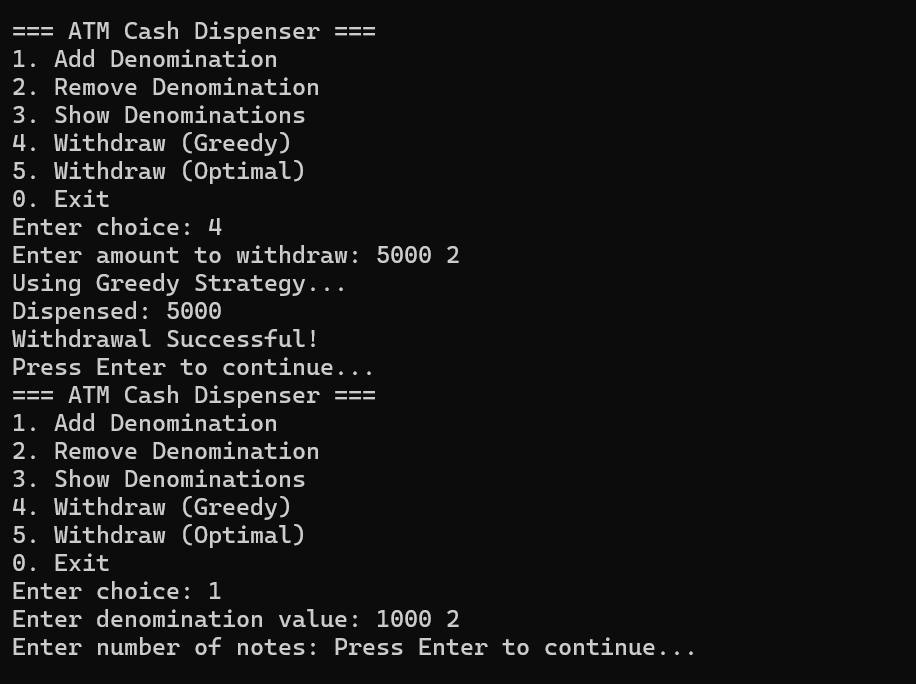 === ATM Cash Dispenser ===
1. Add Denomination
2. Remove Denomination
3. Show Denominations
4. Withdraw (Greedy)
5. Withdraw (Optimal)
0. Exit
Enter choice: 4
Enter amount to withdraw: 5000 2
Using Greedy Strategy...
Dispensed: 5000
Withdrawal Successful!
Press Enter to continue...
=== ATM Cash Dispenser ===
1. Add Denomination
2. Remove Denomination
3. Show Denominations
4. Withdraw (Greedy)
5. Withdraw (Optimal)
0. Exit
Enter choice: 1
Enter denomination value: 1000 2
Enter number of notes: Press Enter to continue...